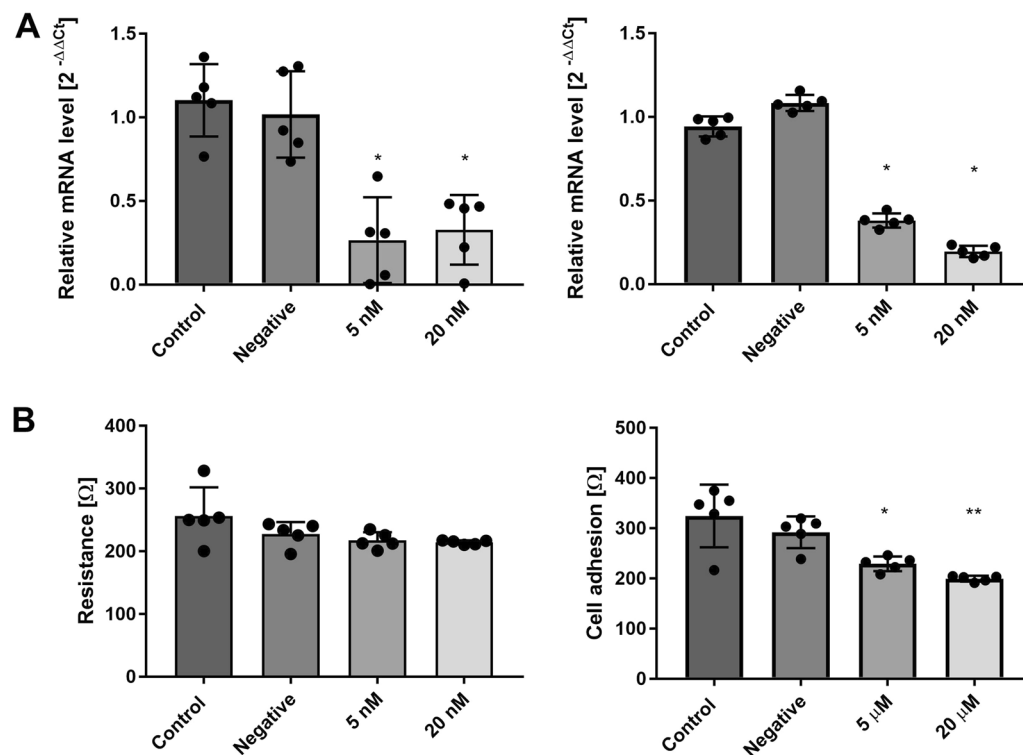 A
Relative mRNA level [2 -ΔΔCt]
1.5
1.0
0.5
0.0
*
*
Control
Negative
5 nM
20 nM
Relative mRNA level [2 -ΔΔCt]
1.5
1.0
0.5
0.0
*
*
Control
Negative
5 nM
20 nM
B
Resistance [Ω]
400
300
200
100
0
Control
Negative
5 nM
20 nM
Cell adhesion [Ω]
500
400
300
200
100
0
*
**
Control
Negative
5 μM
20 μM